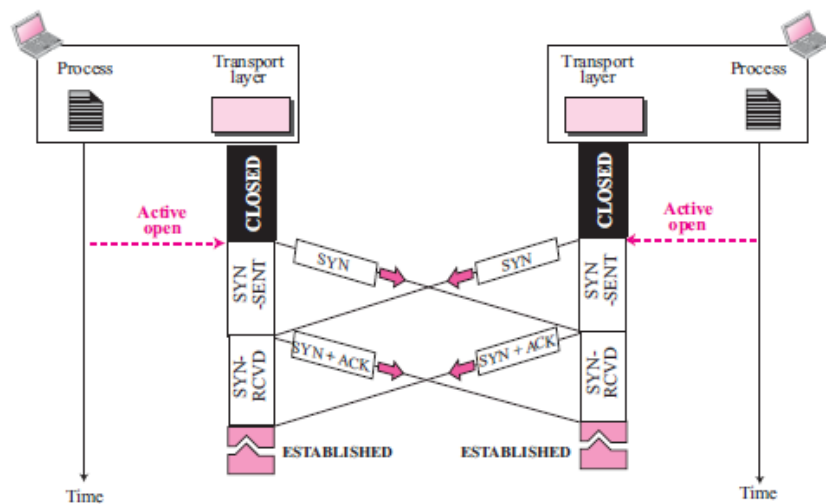 Process
Transport
layer
Transport
layer
Process
CLOSED
CLOSED
Active
open
Active
open
SYN
SYN
SYN
-SENT
SYN
-SENT
SYN + ACK
SYN + ACK
SYN-
RCVD
SYN-
RCVD
ESTABLISHED
ESTABLISHED
Time
Time